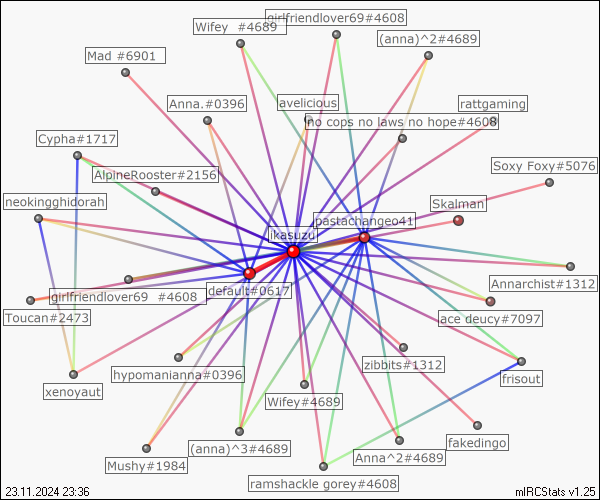 girlfriendlover69#4608
Wifey  #4689
(anna)^2#4689
Mad #6901
Anna.#0396
avelicious
rattgaming
no cops no laws no hope#4608
Cypha#1717
Soxy Foxy#5076
AlpineRooster#2156
neokingghidorah
Skalman
pastachangeo41
ikasuzu
Annarchist#1312
default#0617
girlfriendlover69  #4608
Toucan#2473
ace deucy#7097
zibbits#1312
hypomanianna#0396
frisout
xenoyaut
Wifey#4689
(anna)^3#4689
fakedingo
Anna^2#4689
Mushy#1984
ramshackle gorey#4608
23.11.2024 23:36
mIRCStats v1.25